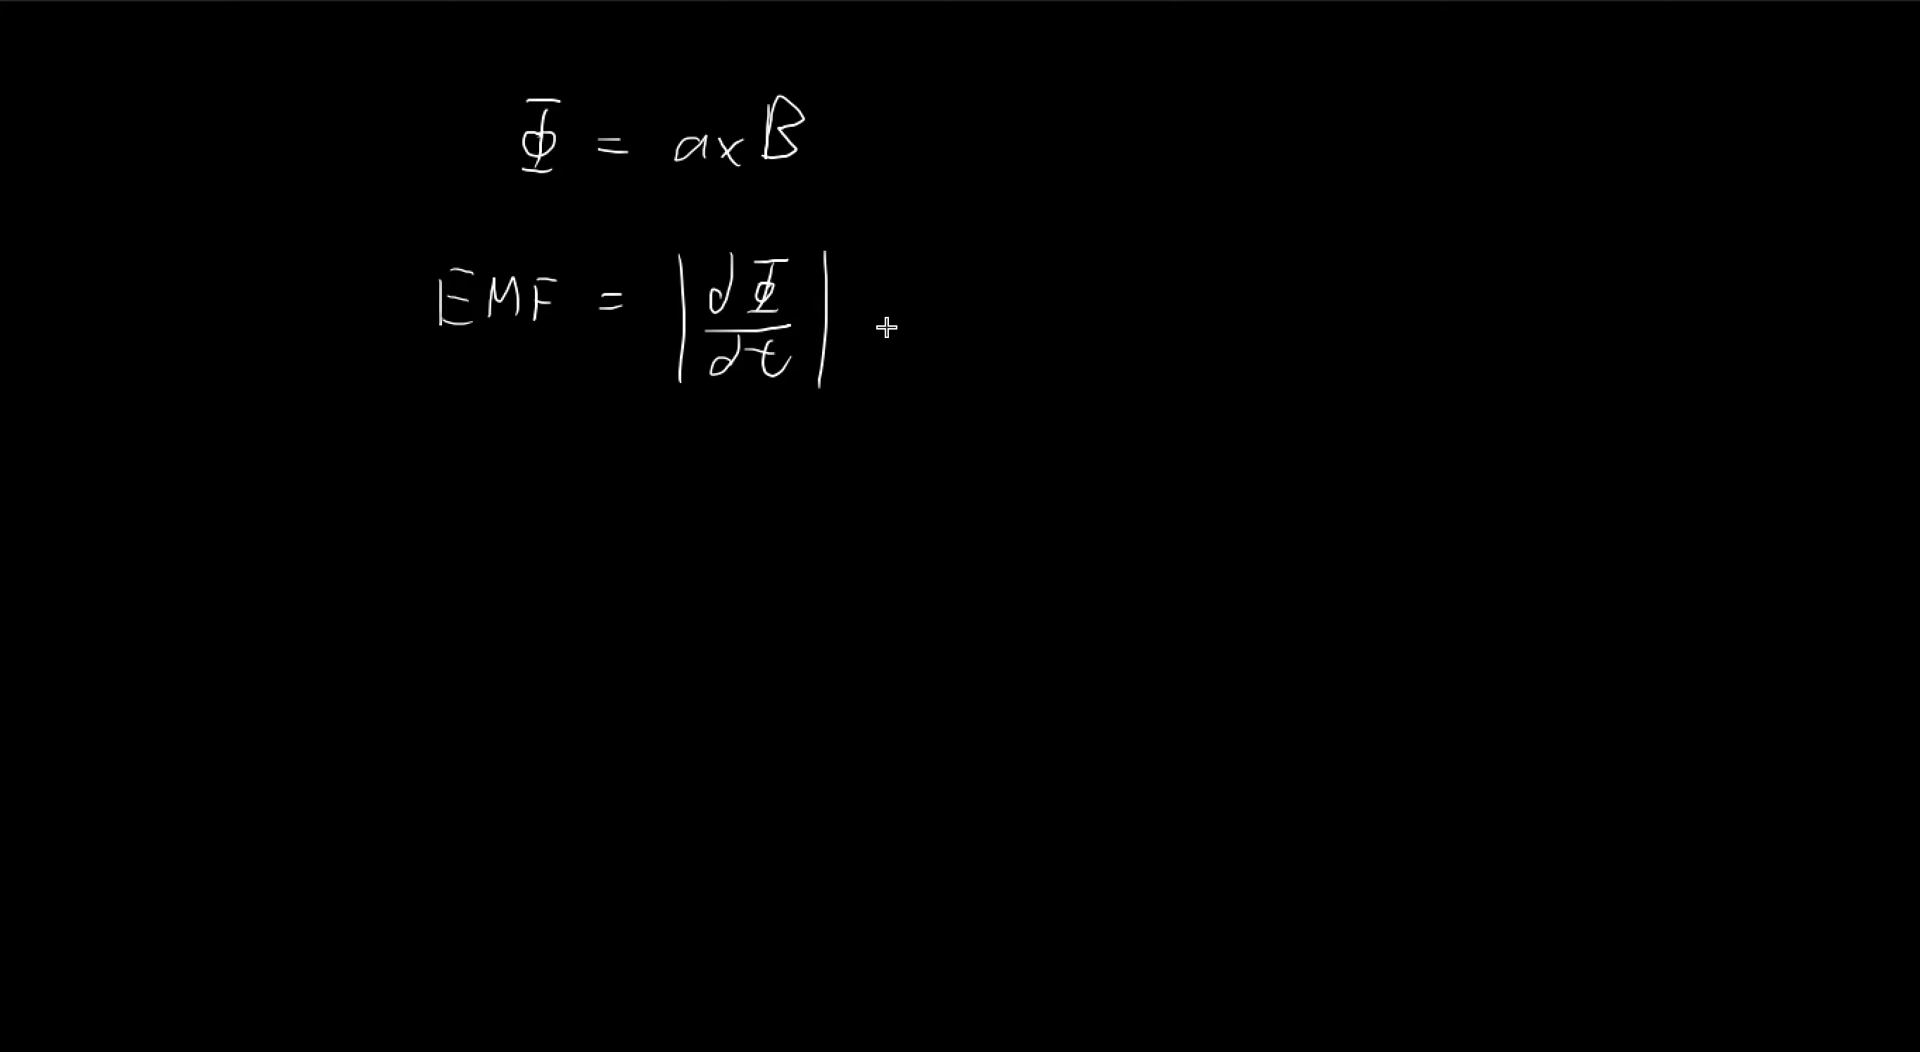 Φ = axB
EMF = |dΦ/dt|